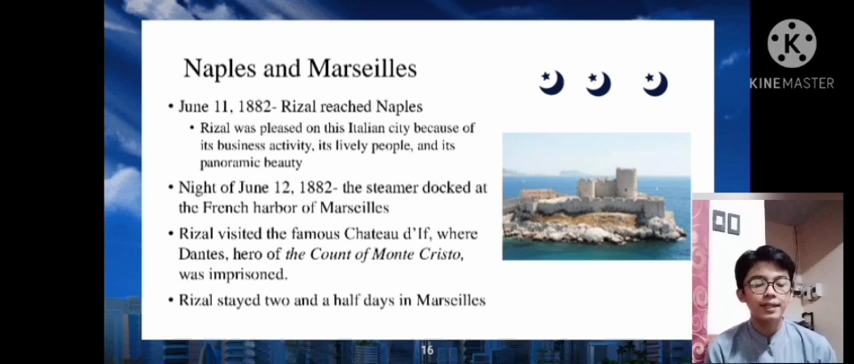 Naples and Marseilles
• June 11, 1882- Rizal reached Naples
• Rizal was pleased on this Italian city because of
its business activity, its lively people, and its
panoramic beauty
• Night of June 12, 1882- the steamer docked at
the French harbor of Marseilles
• Rizal visited the famous Chateau d’If, where
Dantes, hero of the Count of Monte Cristo,
was imprisoned.
• Rizal stayed two and a half days in Marseilles
16
K
KINEMASTER